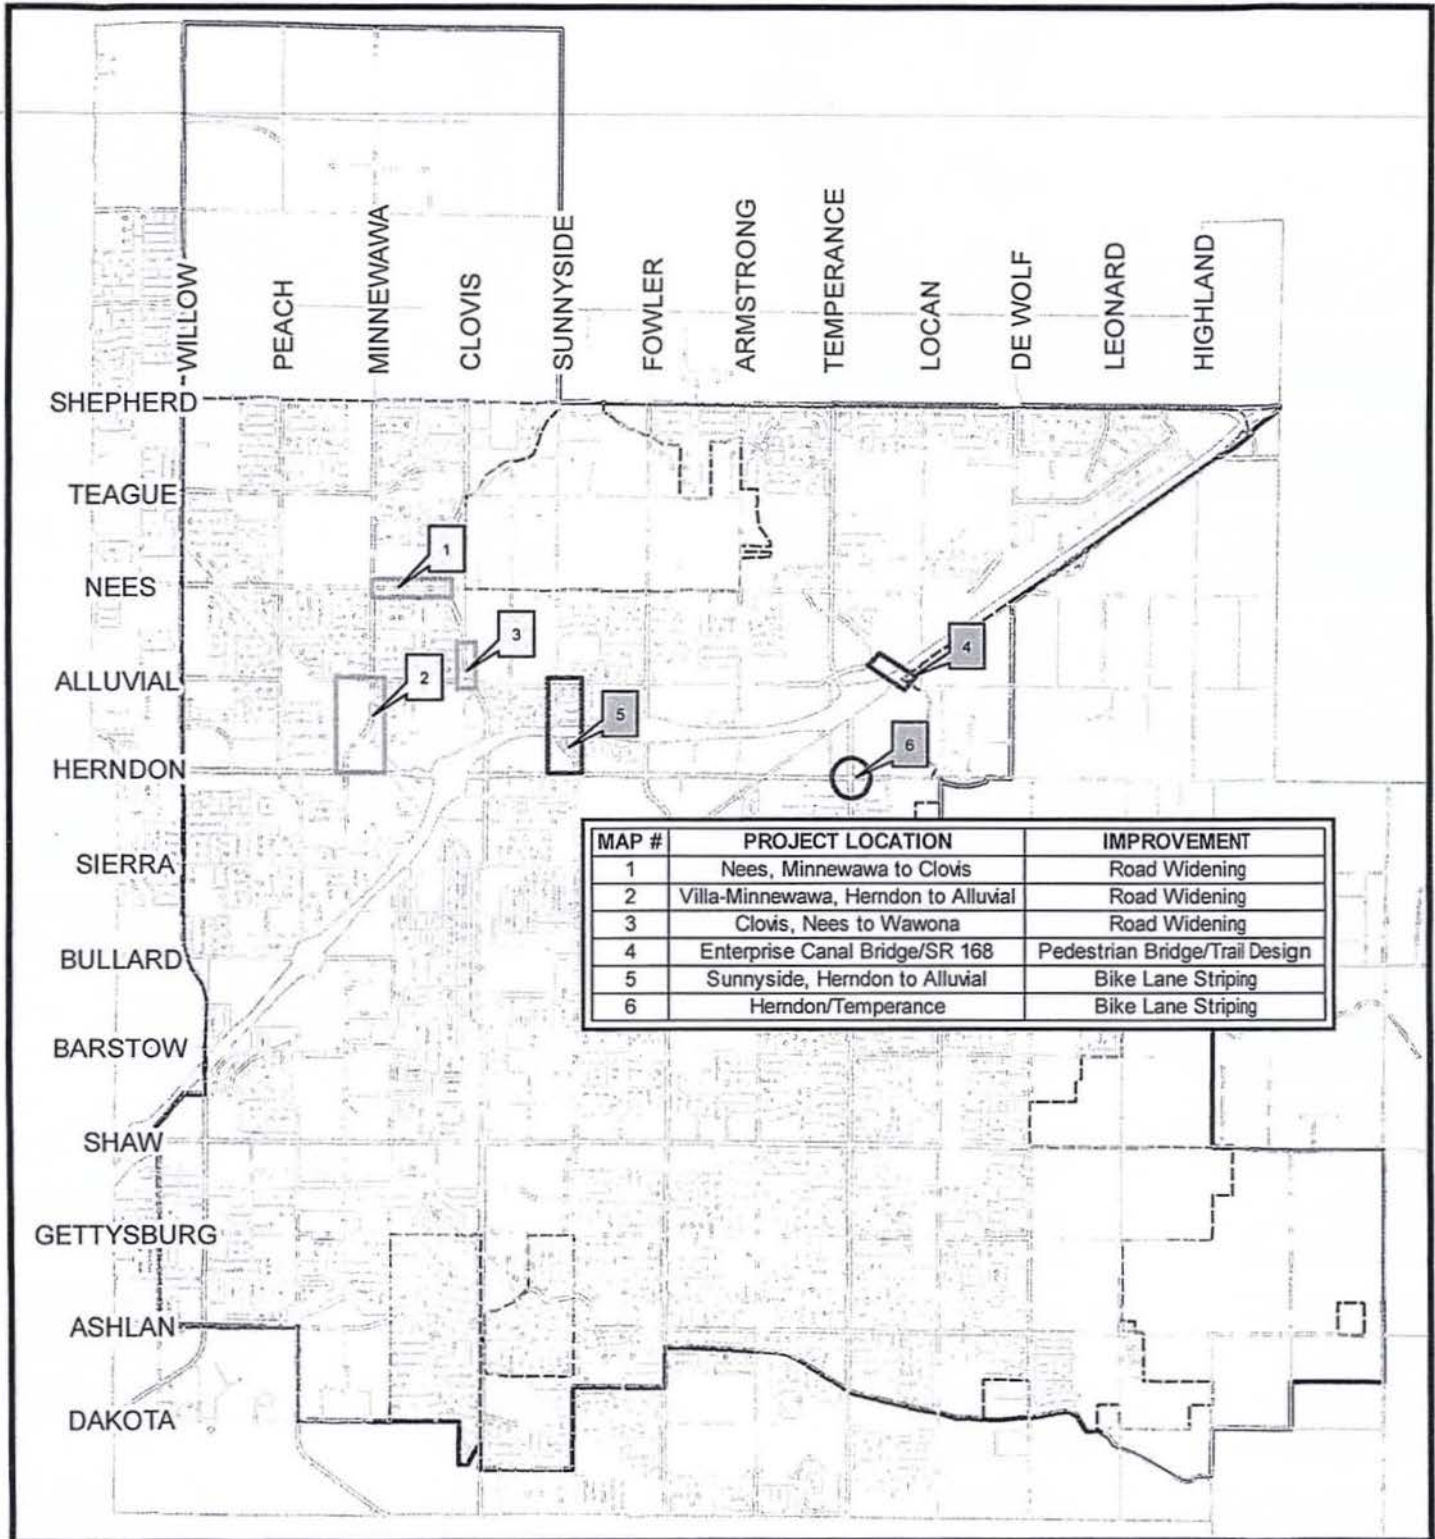 WILLOW
PEACH
MINNEWAWA
CLOVIS
SUNNYSIDE
FOWLER
ARMSTRONG
TEMPERANCE
LOCAN
DE WOLF
LEONARD
HIGHLAND
SHEPHERD
TEAGUE
1
NEES
3
4
ALLUVIAL
2
5
6
HERNDON
MAP # PROJECT LOCATION IMPROVEMENT
1 Nees, Minnewawa to Clovis Road Widening
2 Villa-Minnewawa, Herndon to Alluvial Road Widening
3 Clovis, Nees to Wawona Road Widening
4 Enterprise Canal Bridge/SR 168 Pedestrian Bridge/Trail Design
5 Sunnyside, Herndon to Alluvial Bike Lane Striping
6 Herndon/Temperance Bike Lane Striping
SIERRA
BULLARD
BARSTOW
SHAW
GETTYSBURG
ASHLAN
DAKOTA